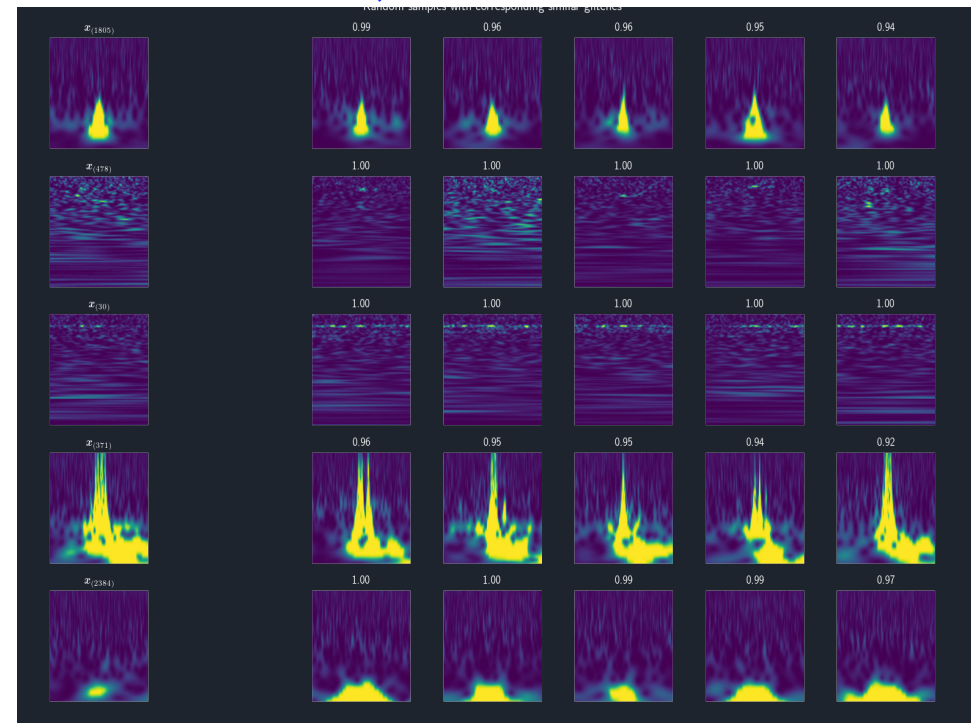 Random samples with corresponding similar glitches
x(1805) 0.99 0.96 0.96 0.95 0.94
x(478) 1.00 1.00 1.00 1.00 1.00
x(30) 1.00 1.00 1.00 1.00 1.00
x(371) 0.96 0.95 0.95 0.94 0.92
x(2384) 1.00 1.00 0.99 0.99 0.97